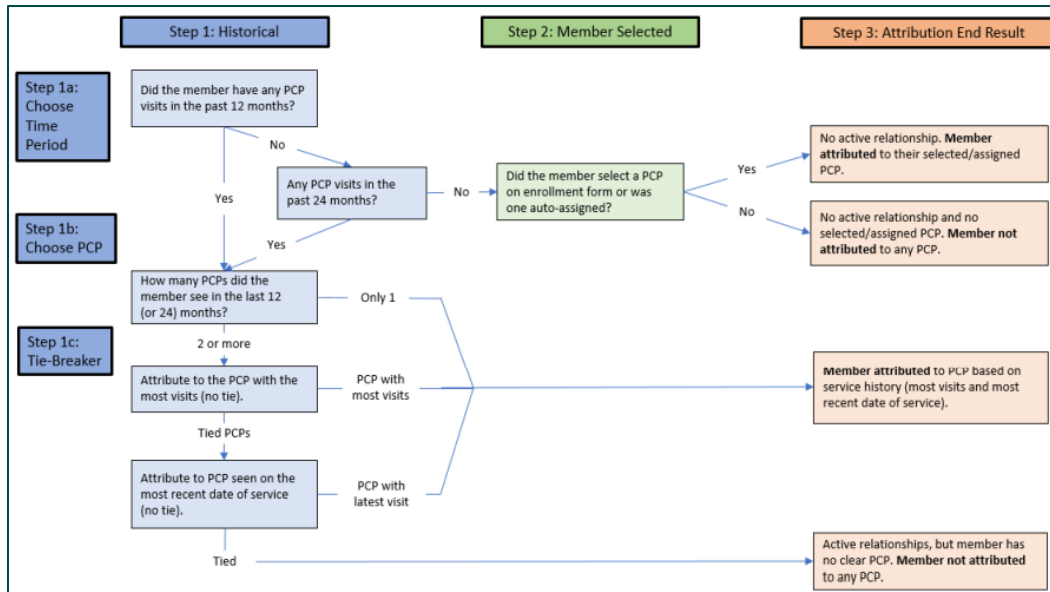 Step 1: Historical
Step 2: Member Selected
Step 3: Attribution End Result
Step 1a:
Choose
Time
Period
Did the member have any PCP
visits in the past 12 months?
No
Yes
Any PCP visits in the
past 24 months?
No
Did the member select a PCP
on enrollment form or was
one auto-assigned?
Yes
No active relationship. Member
attributed to their selected/assigned
PCP.
No
No active relationship and no
selected/assigned PCP. Member not
attributed to any PCP.
Step 1b:
Choose PCP
Yes
How many PCPs did the
member see in the last 12
(or 24) months?
Only 1
2 or more
Step 1c:
Tie-Breaker
Attribute to the PCP with the
most visits (no tie).
PCP with
most visits
Member attributed to PCP based on
service history (most visits and most
recent date of service).
Tied PCPs
Attribute to PCP seen on the
most recent date of service
(no tie).
PCP with
latest visit
Tied
Active relationships, but member has
no clear PCP. Member not attributed
to any PCP.